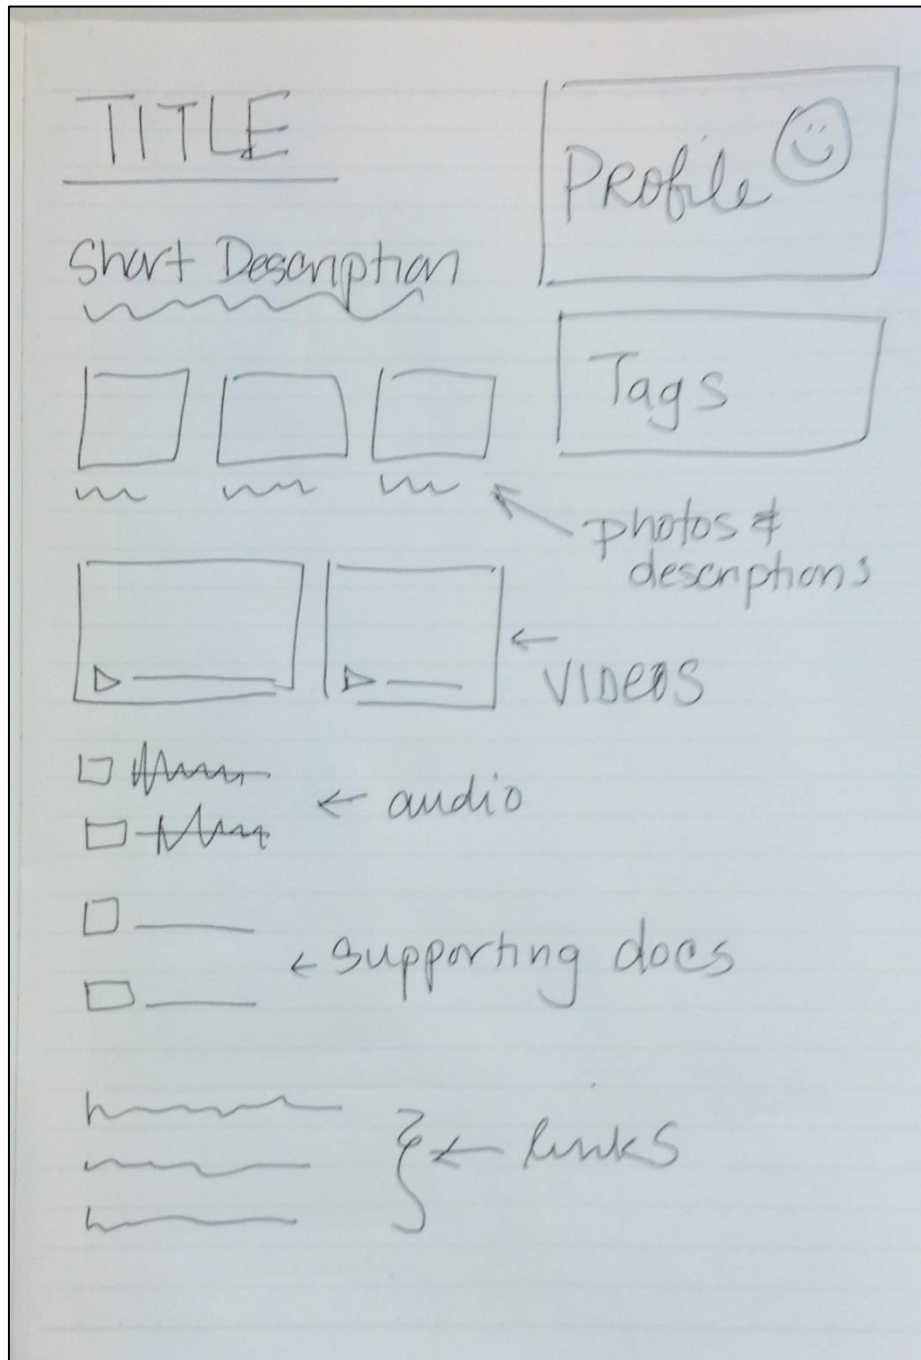 TITLE
Profile
Short Description
Tags
photos &
descriptions
VIDEOS
audio
supporting docs
links